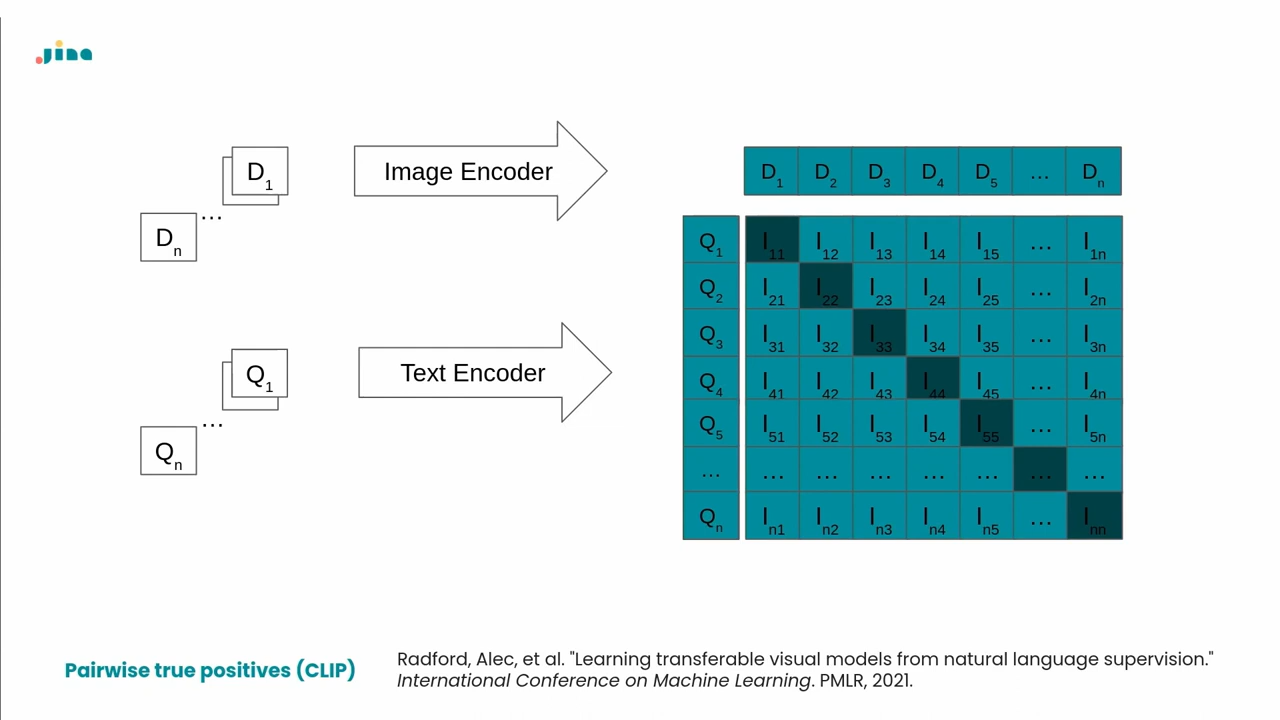 Jina
D1
...
Dn
Image Encoder
Q1
...
Qn
Text Encoder
D1 D2 D3 D4 D5 ... Dn
Q1 I11 I12 I13 I14 I15 ... I1n
Q2 I21 I22 I23 I24 I25 ... I2n
Q3 I31 I32 I33 I34 I35 ... I3n
Q4 I41 I42 I43 I44 I45 ... I4n
Q5 I51 I52 I53 I54 I55 ... I5n
... ... ... ... ... ... ... ...
Qn In1 In2 In3 In4 In5 ... Inn
Pairwise true positives (CLIP)
Radford, Alec, et al. "Learning transferable visual models from natural language supervision."
International Conference on Machine Learning. PMLR, 2021.